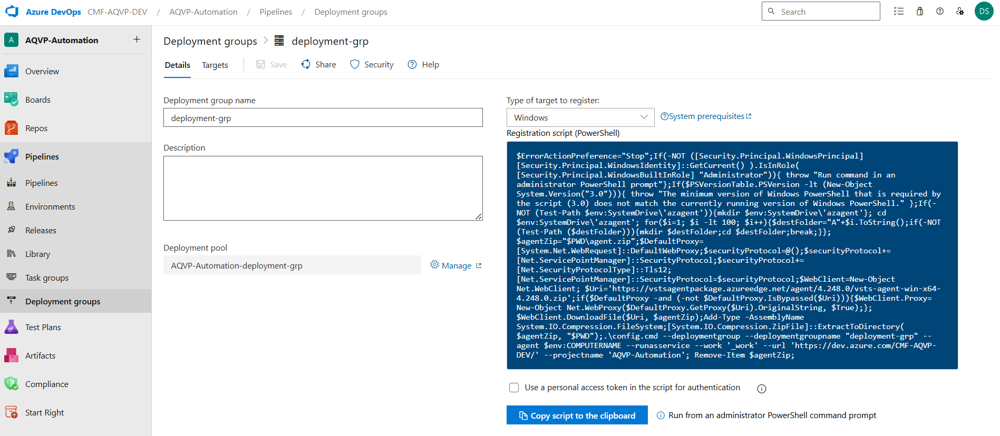 Azure DevOps CMF-AQVP-DEV / AQVP-Automation / Pipelines / Deployment groups
Search
DS
A AQVP-Automation +
Overview
Boards
Repos
Pipelines
Pipelines
Environments
Releases
Library
Task groups
Deployment groups
Test Plans
Artifacts
Compliance
Start Right
Deployment groups > deployment-grp
Details Targets Save Share Security Help
Deployment group name
deployment-grp
Description
Deployment pool
AQVP-Automation-deployment-grp Manage
Type of target to register:
Windows System prerequisites
Registration script (PowerShell)
$ErrorActionPreference="Stop";If(-NOT ([Security.Principal.WindowsPrincipal]
[Security.Principal.WindowsIdentity]::GetCurrent() ).IsInRole(
[Security.Principal.WindowsBuiltInRole] "Administrator")){ throw "Run command in an
administrator PowerShell prompt"};If($PSVersionTable.PSVersion -lt (New-Object
System.Version("3.0"))){ throw "The minimum version of Windows PowerShell that is required by
the script (3.0) does not match the currently running version of Windows PowerShell." };If(-
NOT (Test-Path $env:SystemDrive\'azagent')){mkdir $env:SystemDrive\'azagent'}; cd
$env:SystemDrive\'azagent'; for($i=1; $i -lt 100; $i++){$destFolder="A"+$i.ToString();if(-NOT
(Test-Path ($destFolder))){mkdir $destFolder;cd $destFolder;break;}};
$agentZip="$PWD\agent.zip";$DefaultProxy=
[System.Net.WebRequest]::DefaultWebProxy;$securityProtocol=@();$securityProtocol+=
[Net.ServicePointManager]::SecurityProtocol;$securityProtocol+=
[Net.SecurityProtocolType]::Tls12;
[Net.ServicePointManager]::SecurityProtocol=$securityProtocol;$WebClient=New-Object
Net.WebClient; $Uri='https://vstsagentpackage.azureedge.net/agent/4.248.0/vsts-agent-win-x64-
4.248.0.zip';if($DefaultProxy -and (-not $DefaultProxy.IsBypassed($Uri))){$WebClient.Proxy=
New-Object Net.WebProxy($DefaultProxy.GetProxy($Uri).OriginalString, $True);};
$WebClient.DownloadFile($Uri, $agentZip);Add-Type -AssemblyName
System.IO.Compression.FileSystem;[System.IO.Compression.ZipFile]::ExtractToDirectory(
$agentZip, "$PWD");.\config.cmd --deploymentgroup --deploymentgroupname "deployment-grp" --
agent $env:COMPUTERNAME --runasservice --work '_work' --url 'https://dev.azure.com/CMF-AQVP-
DEV/' --projectname 'AQVP-Automation'; Remove-Item $agentZip;
Use a personal access token in the script for authentication
Copy script to the clipboard Run from an administrator PowerShell command prompt